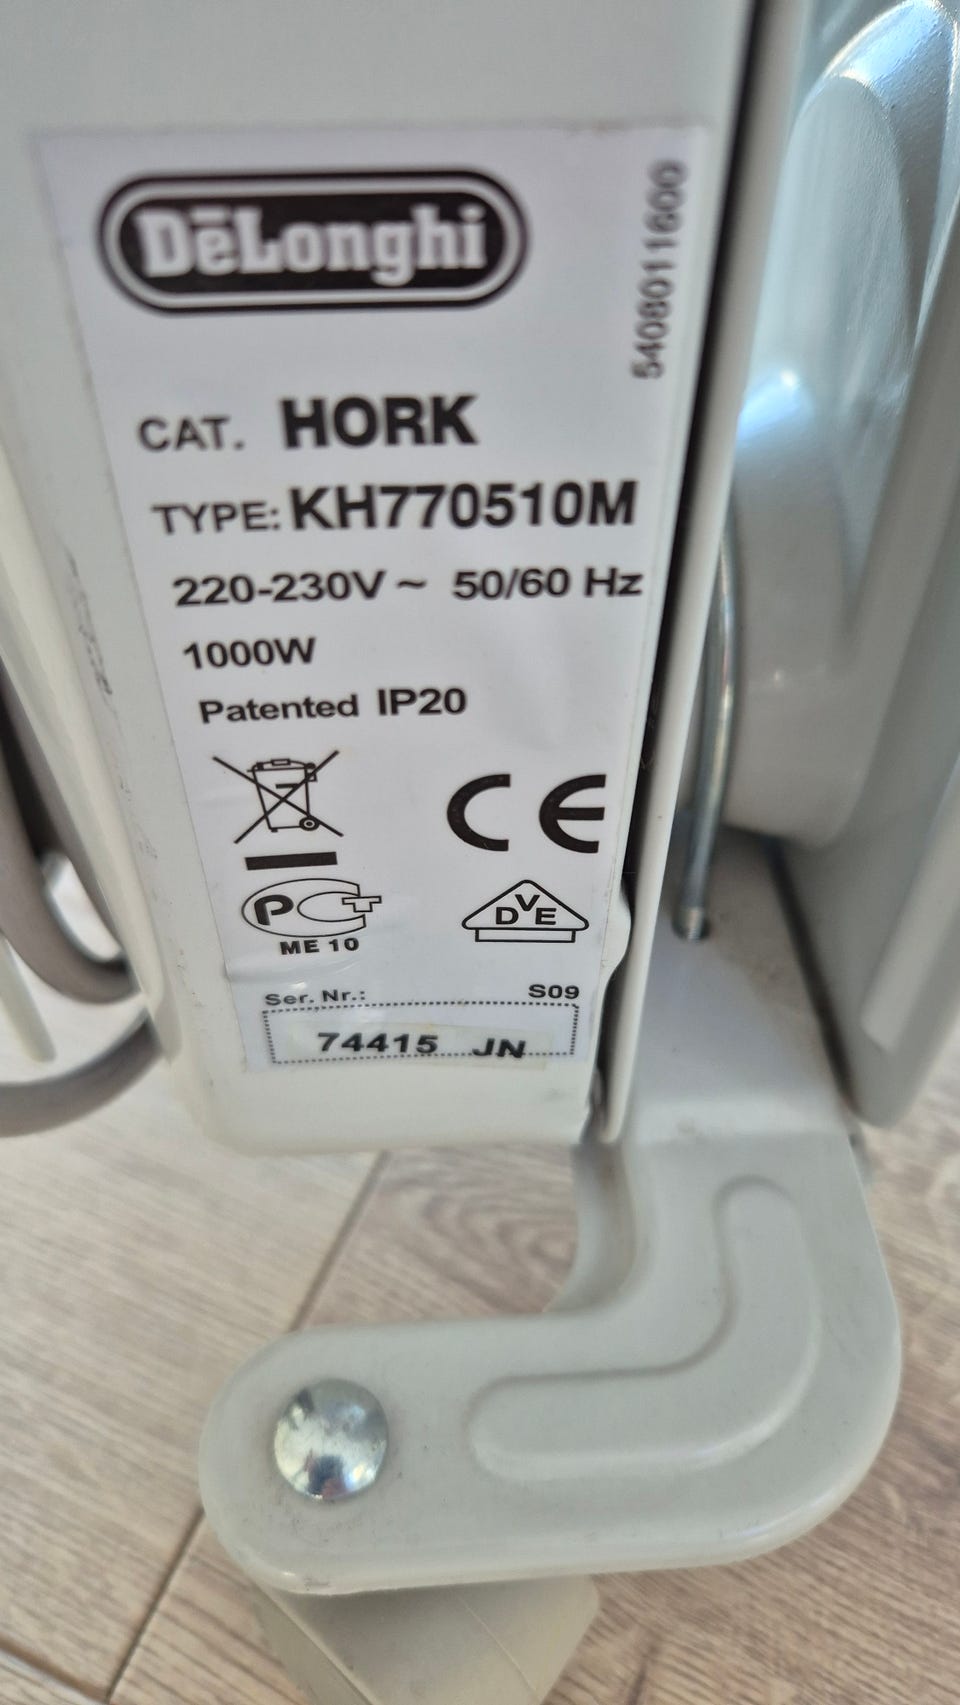 DēLonghi
5408011600
CAT. HORK
TYPE: KH770510M
220-230V ~ 50/60 Hz
1000W
Patented IP20
CE
PCT
ME 10
DVE
Ser. Nr.: S09
74415 JN